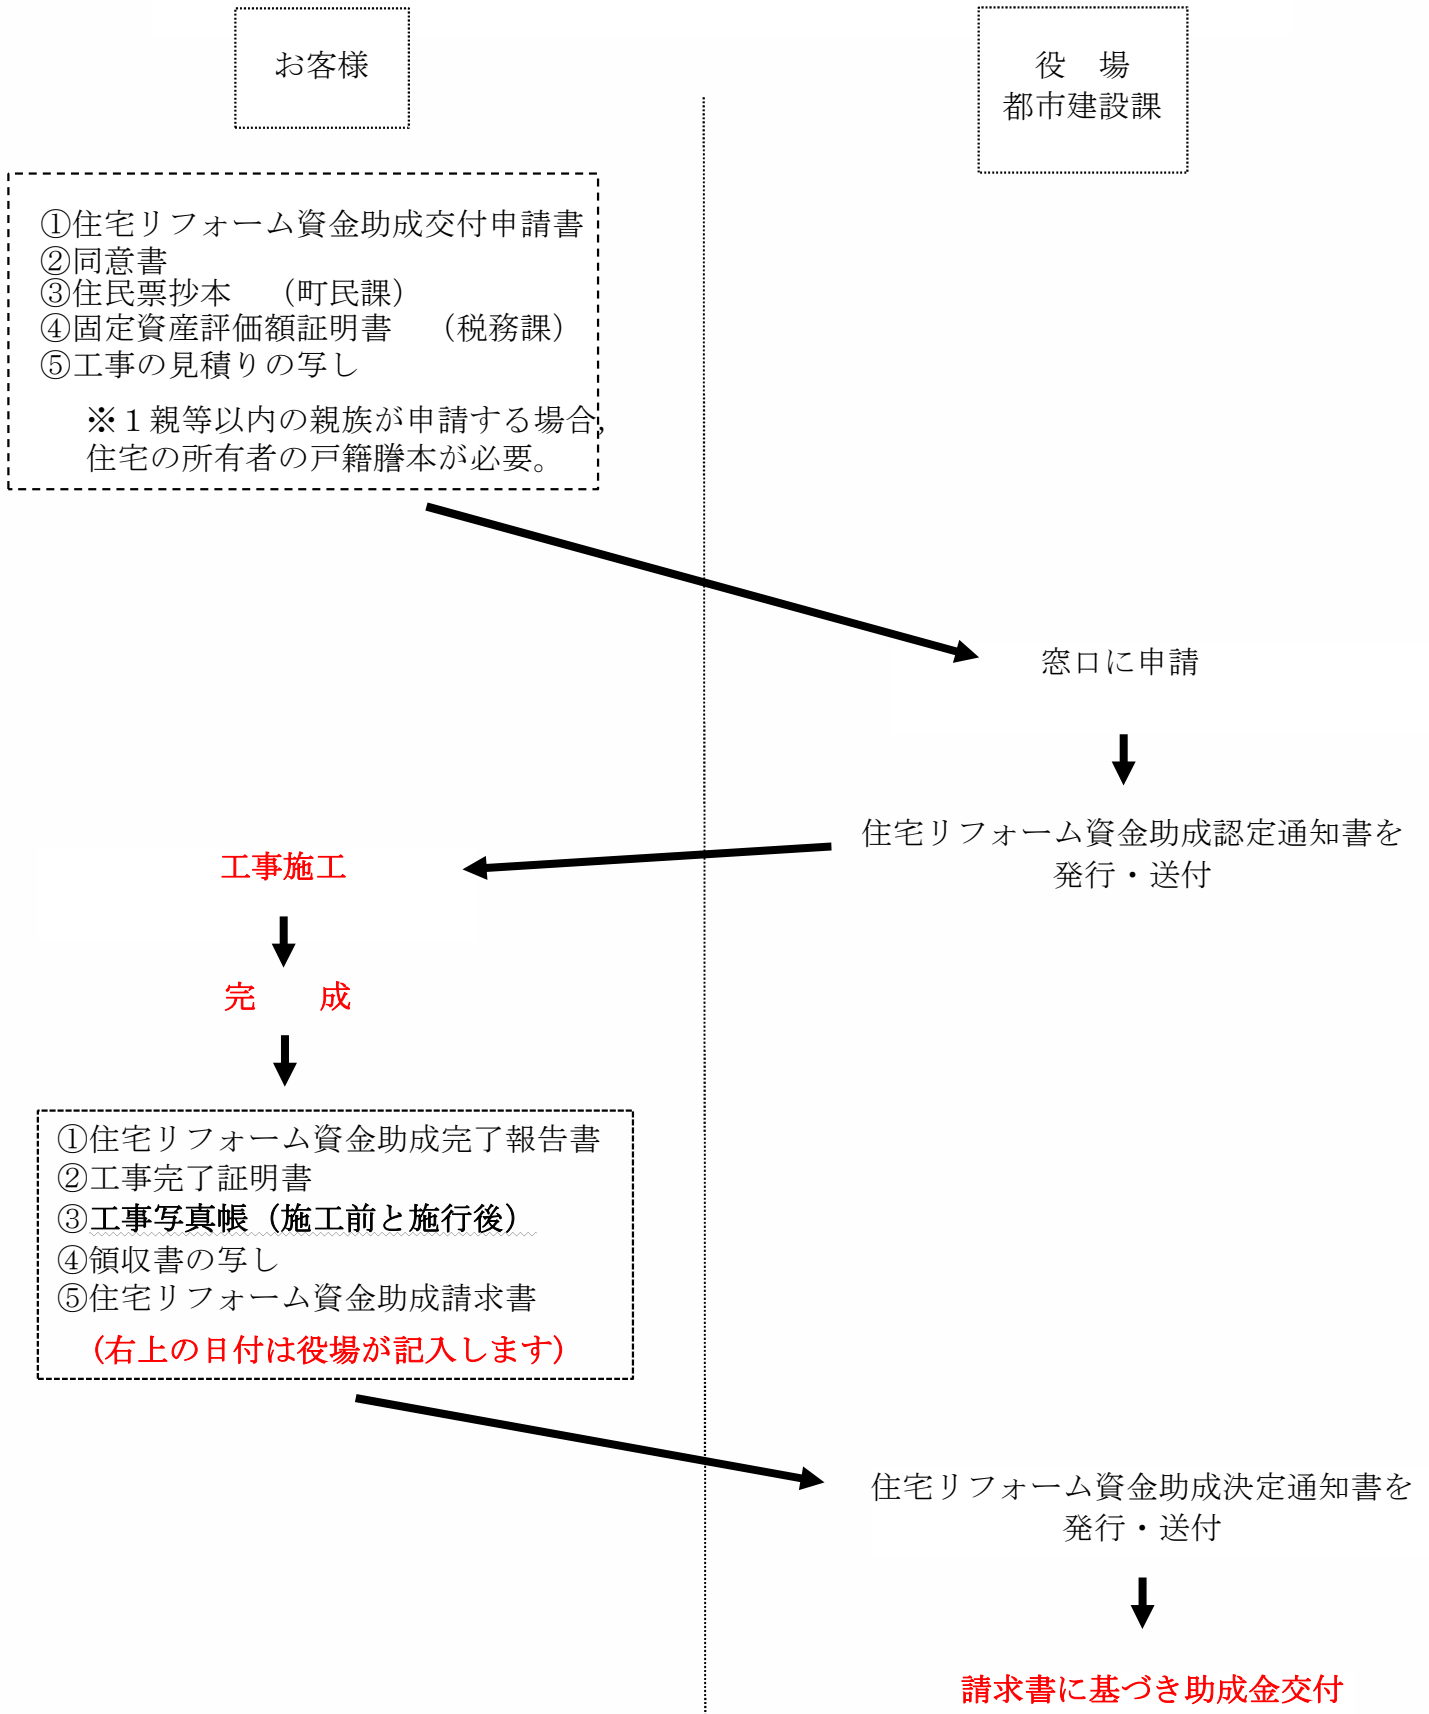 お客様
役　場
都市建設課
①住宅リフォーム資金助成交付申請書
②同意書
③住民票抄本　（町民課）
④固定資産評価額証明書　（税務課）
⑤工事の見積りの写し
※１親等以内の親族が申請する場合,
住宅の所有者の戸籍謄本が必要。
窓口に申請
住宅リフォーム資金助成認定通知書を
発行・送付
工事施工
完　　成
①住宅リフォーム資金助成完了報告書
②工事完了証明書
③工事写真帳（施工前と施行後）
④領収書の写し
⑤住宅リフォーム資金助成請求書
（右上の日付は役場が記入します）
住宅リフォーム資金助成決定通知書を
発行・送付
請求書に基づき助成金交付